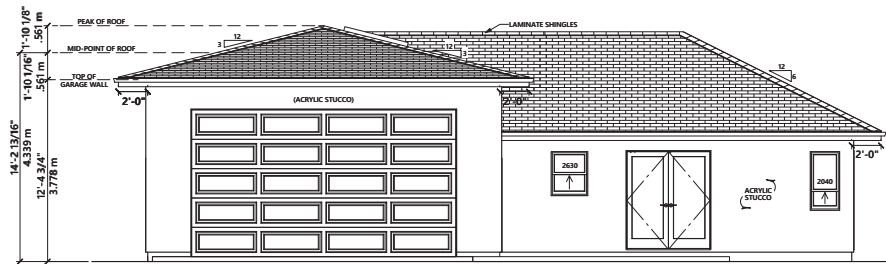 PEAK OF ROOF
MID-POINT OF ROOF
TOP OF
GARAGE WALL
1'-10 1/8"
.561 m
1'-10 1/16"
.561 m
14'-2 13/16"
4.339 m
12'-4 3/4"
3.778 m
12
3
12
3
LAMINATE SHINGLES
12
6
2'-0"
(ACRYLIC STUCCO)
2'-0"
2'-0"
2630
ACRYLIC
STUCCO
2040